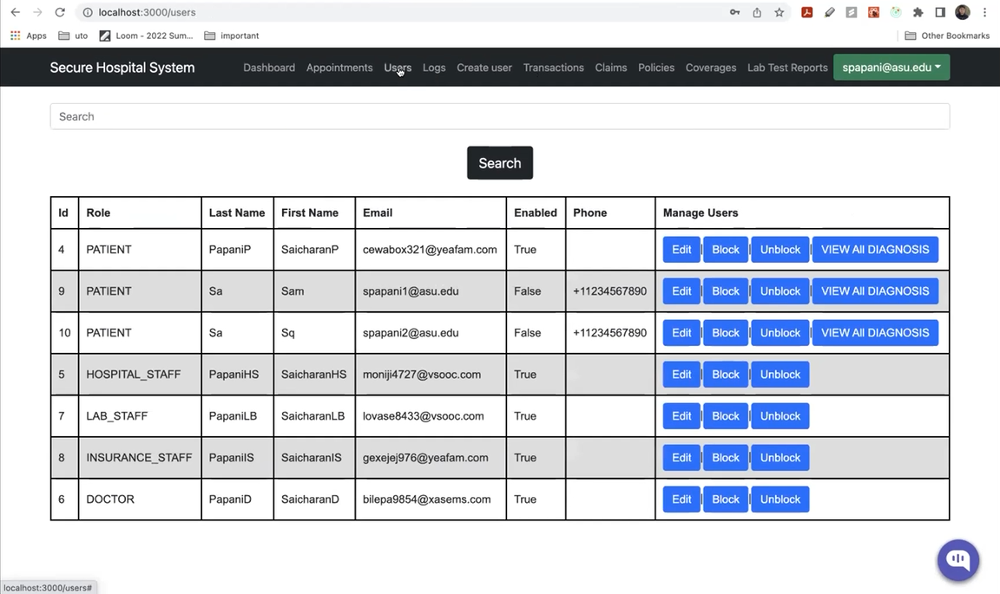 localhost:3000/users
Apps uto Loom - 2022 Sum... important Other Bookmarks
Secure Hospital System Dashboard Appointments Users Logs Create user Transactions Claims Policies Coverages Lab Test Reports spapani@asu.edu
Search
Search
Id Role Last Name First Name Email Enabled Phone Manage Users
4 PATIENT PapaniP SaicharanP cewabox321@yeafam.com True Edit | Block | Unblock | VIEW All DIAGNOSIS
9 PATIENT Sa Sam spapani1@asu.edu False +11234567890 Edit | Block | Unblock | VIEW All DIAGNOSIS
10 PATIENT Sa Sq spapani2@asu.edu False +11234567890 Edit | Block | Unblock | VIEW All DIAGNOSIS
5 HOSPITAL_STAFF PapaniHS SaicharanHS moniji4727@vsooc.com True Edit | Block | Unblock
7 LAB_STAFF PapaniLB SaicharanLB lovase8433@vsooc.com True Edit | Block | Unblock
8 INSURANCE_STAFF PapaniIS SaicharanIS gexejej976@yeafam.com True Edit | Block | Unblock
6 DOCTOR PapaniD SaicharanD bilepa9854@xasems.com True Edit | Block | Unblock
localhost:3000/users#